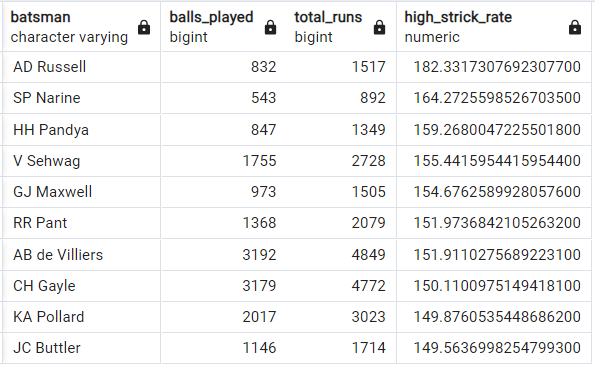 batsman balls_played total_runs high_strick_rate
character varying bigint bigint numeric
AD Russell 832 1517 182.3317307692307700
SP Narine 543 892 164.2725598526703500
HH Pandya 847 1349 159.2680047225501800
V Sehwag 1755 2728 155.4415954415954400
GJ Maxwell 973 1505 154.6762589928057600
RR Pant 1368 2079 151.9736842105263200
AB de Villiers 3192 4849 151.9110275689223100
CH Gayle 3179 4772 150.1100975149418100
KA Pollard 2017 3023 149.8760535448686200
JC Buttler 1146 1714 149.5636998254799300